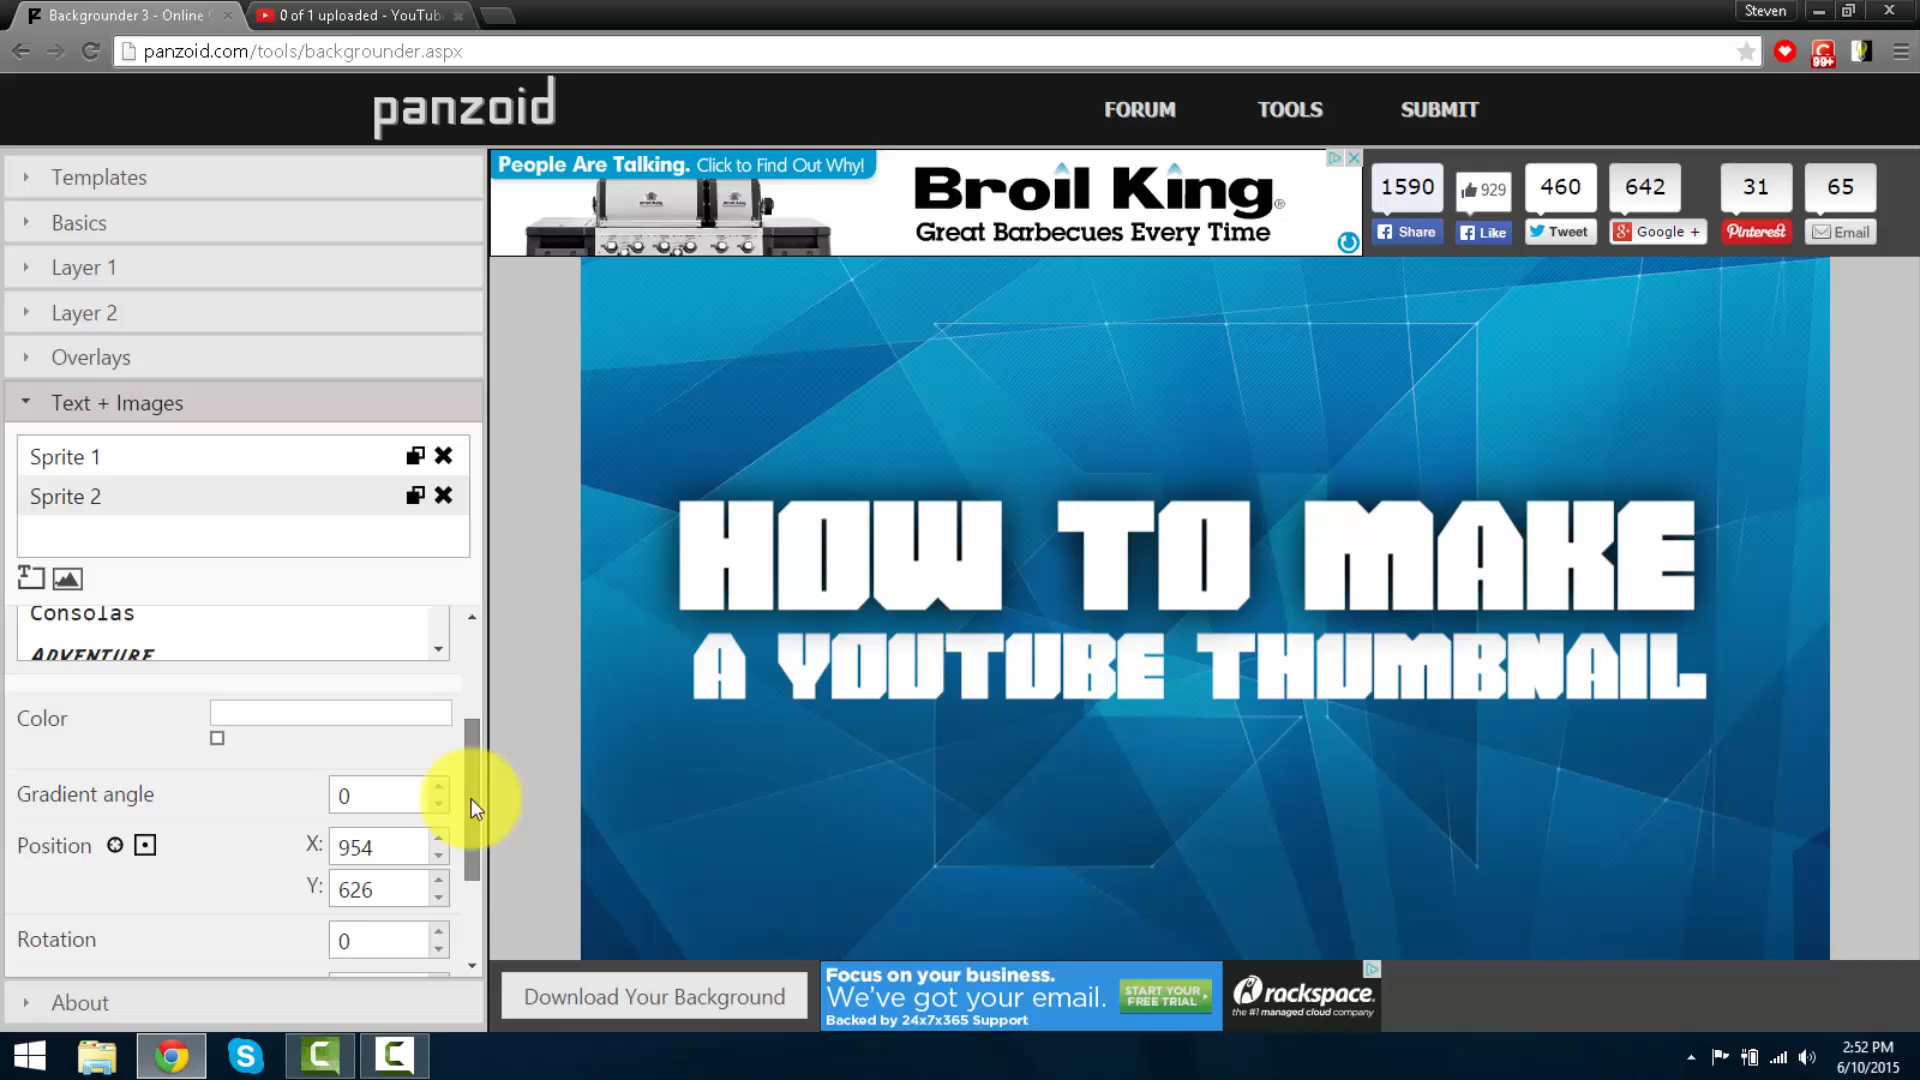 Backgrounder 3 - Online
0 of 1 uploaded - YouTub
Steven
panzoid.com/tools/backgrounder.aspx
99+
panzoid
FORUM
TOOLS
SUBMIT
Templates
Basics
Layer 1
Layer 2
Overlays
Text + Images
Sprite 1
Sprite 2
Consolas
ADVENTURE
Color
Gradient angle
0
Position
X:
954
Y:
626
Rotation
0
About
People Are Talking. Click to Find Out Why!
Broil King®
Great Barbecues Every Time
1590
929
460
642
31
65
Share
Like
Tweet
Google +
Pinterest
Email
HOW TO MAKE
A YOUTUBE THUMBNAIL
Download Your Background
Focus on your business.
We've got your email.
Backed by 24x7x365 Support
START YOUR
FREE TRIAL
rackspace.
the #1 managed cloud company
2:52 PM
6/10/2015